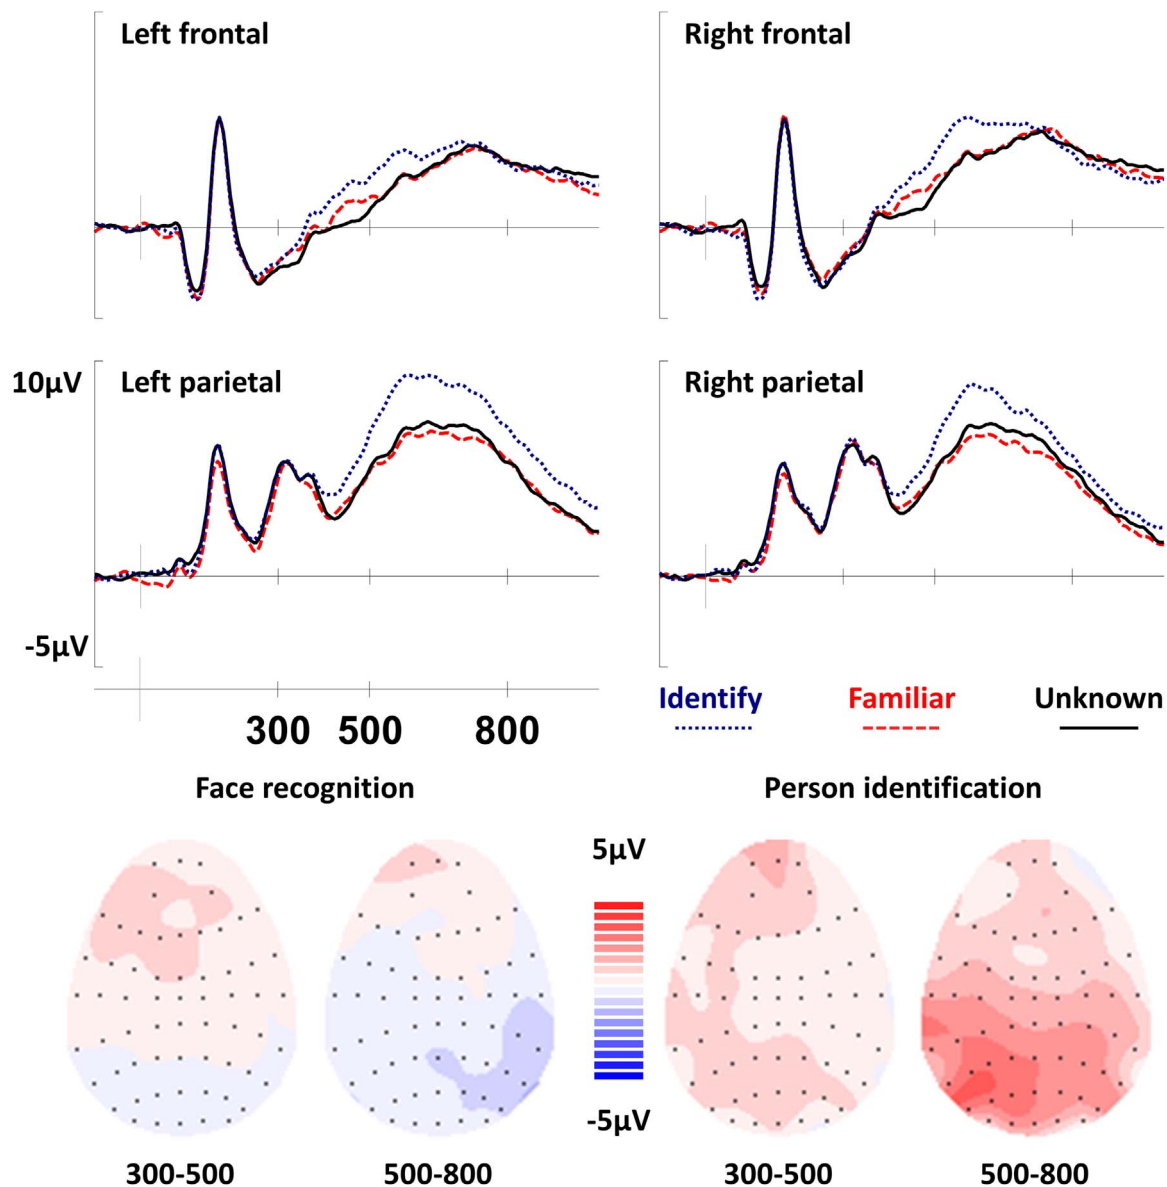 Left frontal
Right frontal
10μV
Left parietal
Right parietal
-5μV
300 500 800
Identify Familiar Unknown
Face recognition
Person identification
5μV
-5μV
300-500
500-800
300-500
500-800